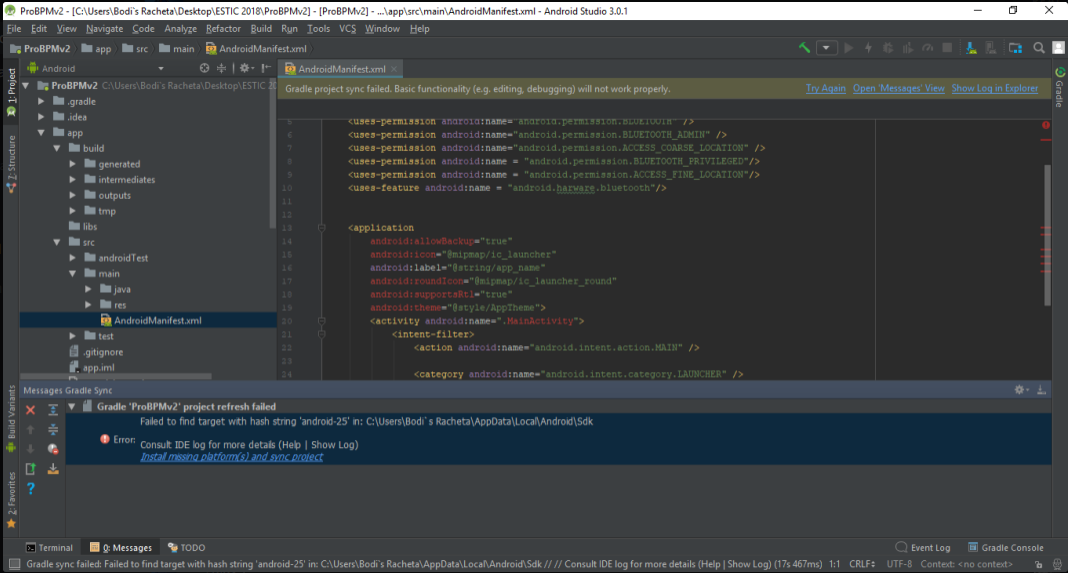 ProBPMv2 - [C:\Users\Bodi`s Racheta\Desktop\ESTIC 2018\ProBPMv2] - [ProBPMv2] - ...\app\src\main\AndroidManifest.xml - Android Studio 3.0.1
File Edit View Navigate Code Analyze Refactor Build Run Tools VCS Window Help
ProBPMv2 app src main AndroidManifest.xml
Android
AndroidManifest.xml
1: Project
Z: Structure
Build Variants
2: Favorites
Gradle
ProBPMv2 C:\Users\Bodi`s Racheta\Desktop\ESTIC 20
.gradle
.idea
app
build
generated
intermediates
outputs
tmp
libs
src
androidTest
main
java
res
AndroidManifest.xml
test
.gitignore
app.iml
Gradle project sync failed. Basic functionality (e.g. editing, debugging) will not work properly. Try Again Open 'Messages' View Show Log in Explorer
5 <uses-permission android:name="android.permission.BLUETOOTH" />
6 <uses-permission android:name="android.permission.BLUETOOTH_ADMIN" />
7 <uses-permission android:name="android.permission.ACCESS_COARSE_LOCATION" />
8 <uses-permission android:name = "android.permission.BLUETOOTH_PRIVILEGED"/>
9 <uses-permission android:name = "android.permission.ACCESS_FINE_LOCATION"/>
10 <uses-feature android:name = "android.harware.bluetooth"/>
11
12
13 <application
14 android:allowBackup="true"
15 android:icon="@mipmap/ic_launcher"
16 android:label="@string/app_name"
17 android:roundIcon="@mipmap/ic_launcher_round"
18 android:supportsRtl="true"
19 android:theme="@style/AppTheme">
20 <activity android:name=".MainActivity">
21 <intent-filter>
22 <action android:name="android.intent.action.MAIN" />
23
24 <category android:name="android.intent.category.LAUNCHER" />
Messages Gradle Sync
Gradle 'ProBPMv2' project refresh failed
Failed to find target with hash string 'android-25' in: C:\Users\Bodi`s Racheta\AppData\Local\Android\Sdk
Error:
Consult IDE log for more details (Help | Show Log)
Install missing platform(s) and sync project
Terminal 0: Messages TODO Event Log Gradle Console
Gradle sync failed: Failed to find target with hash string 'android-25' in: C:\Users\Bodi`s Racheta\AppData\Local\Android\Sdk // // Consult IDE log for more details (Help | Show Log) (17s 467ms) 1:1 CRLF÷ UTF-8 Context: <no context>